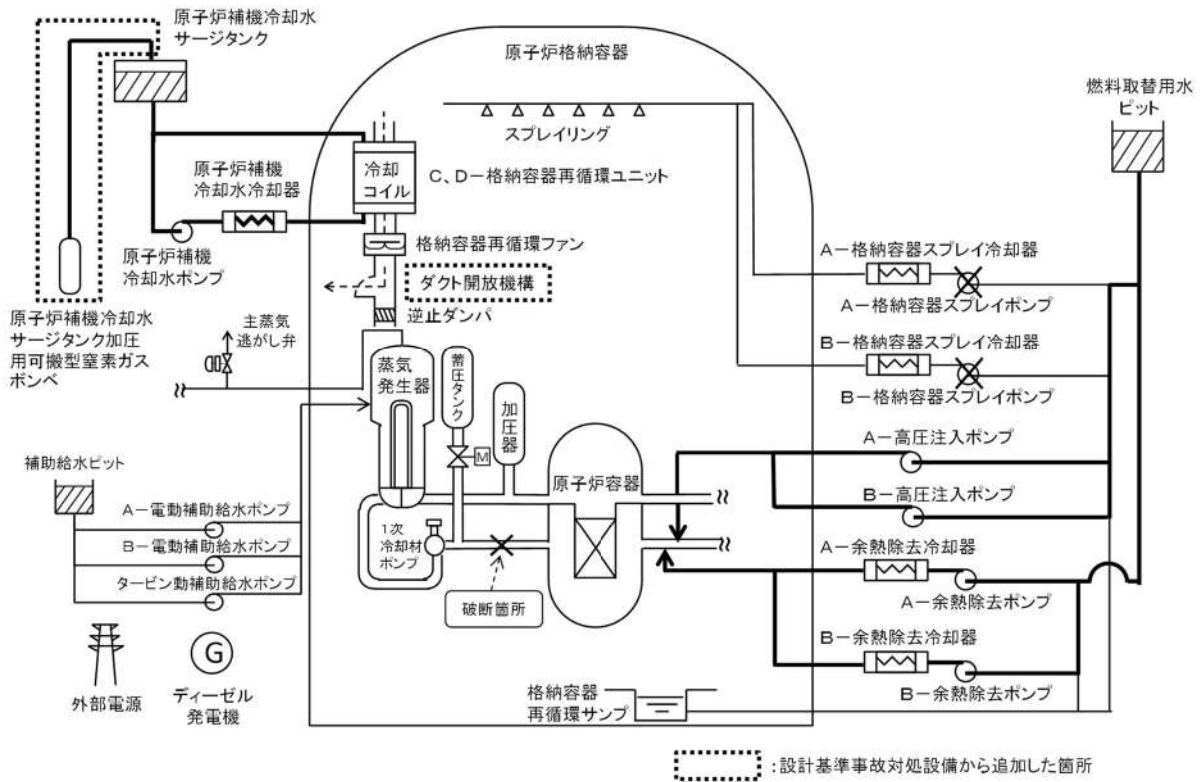 原子炉補機冷却水
サージタンク
原子炉格納容器
燃料取替用水
ピット
スプレイリング
原子炉補機
冷却水冷却器
冷却
コイル
C、D－格納容器再循環ユニット
原子炉補機
冷却水ポンプ
格納容器再循環ファン
ダクト開放機構
逆止ダンパ
A－格納容器スプレイ冷却器
A－格納容器スプレイポンプ
B－格納容器スプレイ冷却器
B－格納容器スプレイポンプ
原子炉補機冷却水
サージタンク加圧
用可搬型窒素ガス
ボンベ
主蒸気
逃がし弁
蒸気
発生器
蓄圧タンク
加圧器
M
原子炉容器
A－高圧注入ポンプ
B－高圧注入ポンプ
補助給水ピット
A－電動補助給水ポンプ
B－電動補助給水ポンプ
タービン動補助給水ポンプ
1次
冷却材
ポンプ
破断箇所
A－余熱除去冷却器
A－余熱除去ポンプ
B－余熱除去冷却器
B－余熱除去ポンプ
外部電源
G
ディーゼル
発電機
格納容器
再循環サンプ
：設計基準事故対処設備から追加した箇所